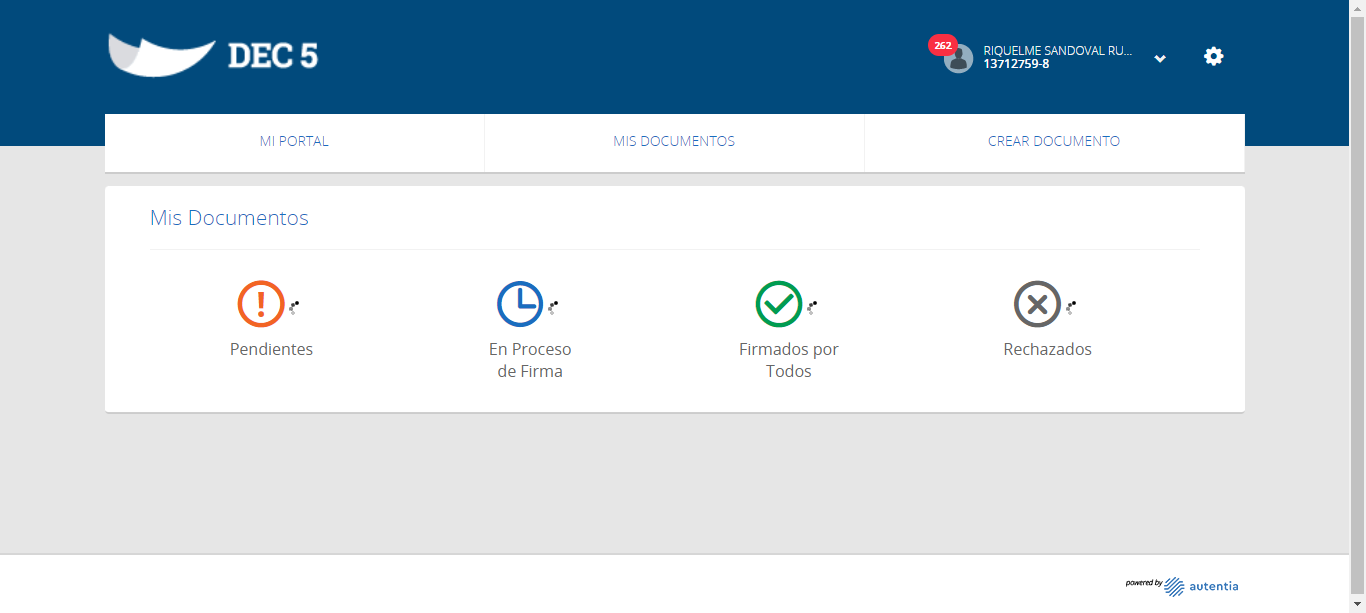 DEC 5
262
RIQUELME SANDOVAL RU...
13712759-8
MI PORTAL
MIS DOCUMENTOS
CREAR DOCUMENTO
Mis Documentos
Pendientes
En Proceso
de Firma
Firmados por
Todos
Rechazados
powered by autentia